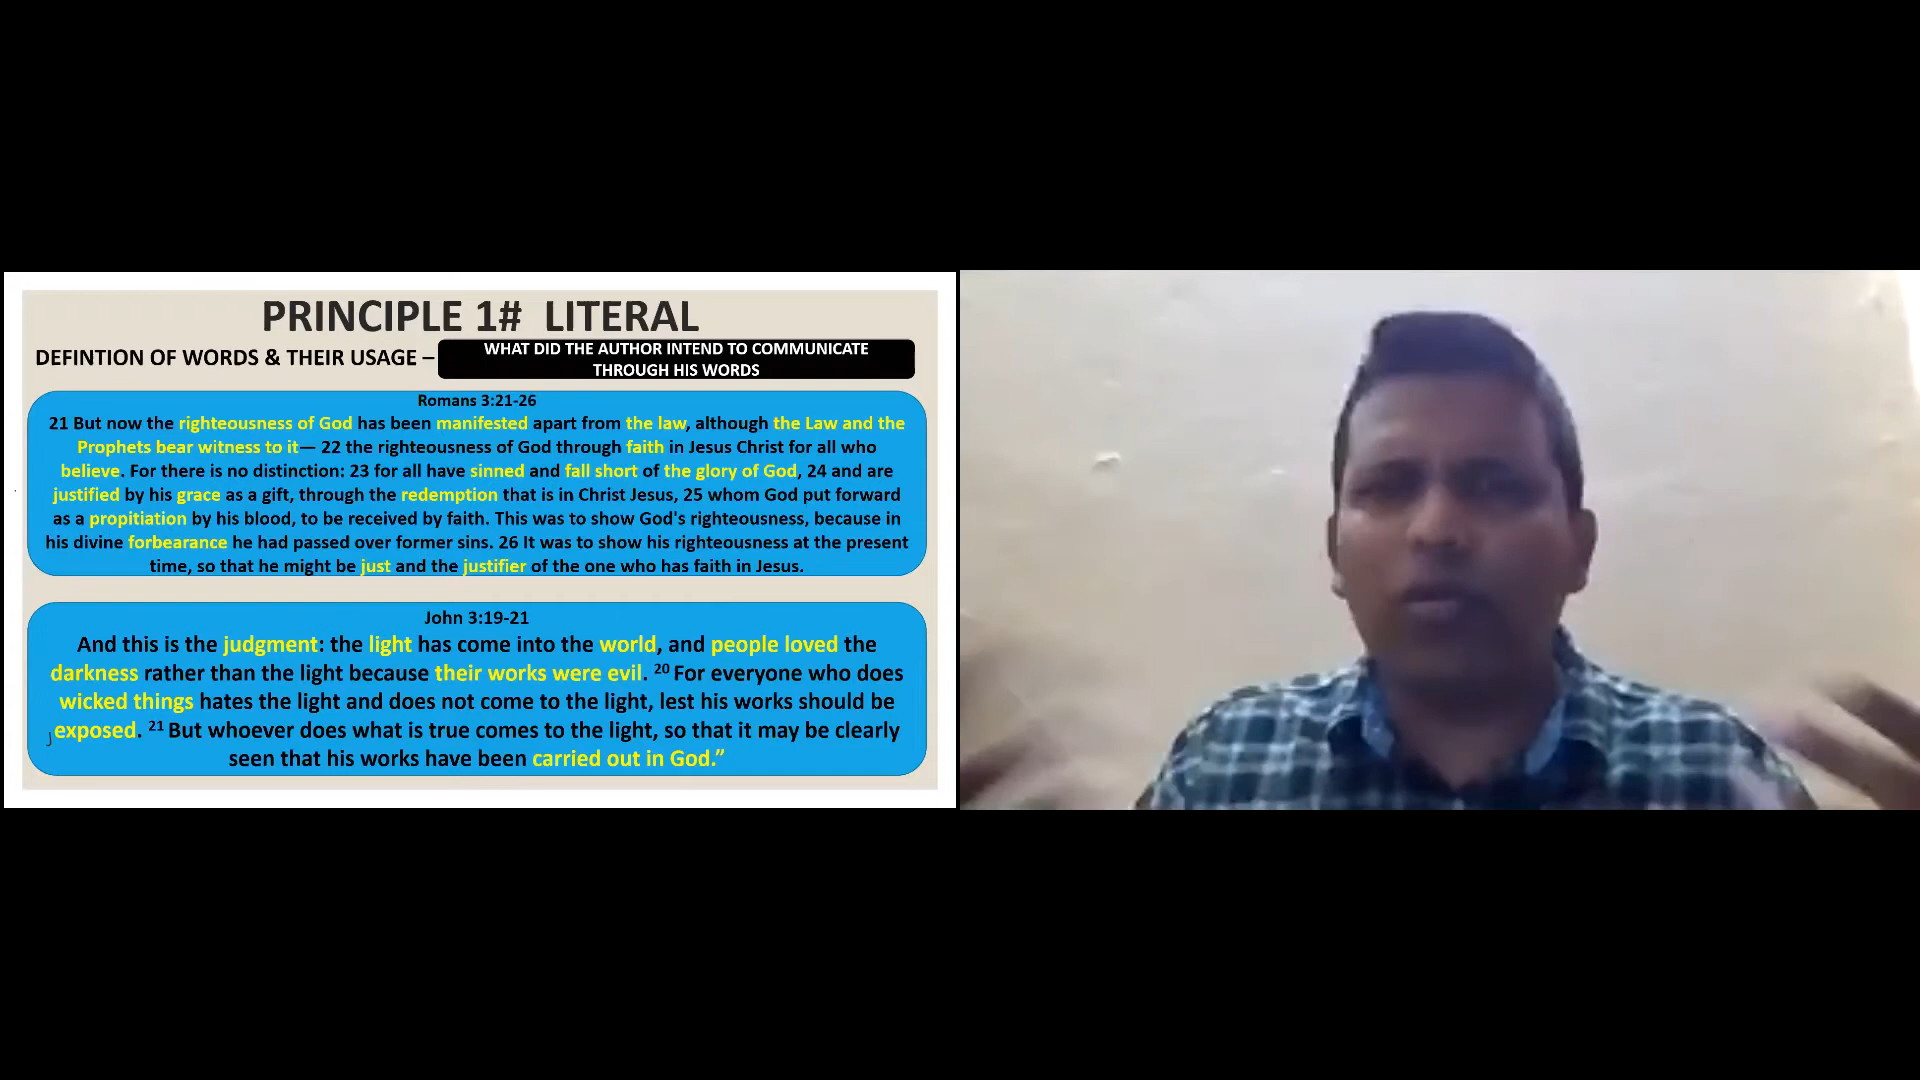 PRINCIPLE 1# LITERAL
DEFINTION OF WORDS & THEIR USAGE –
WHAT DID THE AUTHOR INTEND TO COMMUNICATE
THROUGH HIS WORDS
Romans 3:21-26
21 But now the righteousness of God has been manifested apart from the law, although the Law and the
Prophets bear witness to it— 22 the righteousness of God through faith in Jesus Christ for all who
believe. For there is no distinction: 23 for all have sinned and fall short of the glory of God, 24 and are
justified by his grace as a gift, through the redemption that is in Christ Jesus, 25 whom God put forward
as a propitiation by his blood, to be received by faith. This was to show God's righteousness, because in
his divine forbearance he had passed over former sins. 26 It was to show his righteousness at the present
time, so that he might be just and the justifier of the one who has faith in Jesus.
John 3:19-21
And this is the judgment: the light has come into the world, and people loved the
darkness rather than the light because their works were evil. 20 For everyone who does
wicked things hates the light and does not come to the light, lest his works should be
exposed. 21 But whoever does what is true comes to the light, so that it may be clearly
seen that his works have been carried out in God.”